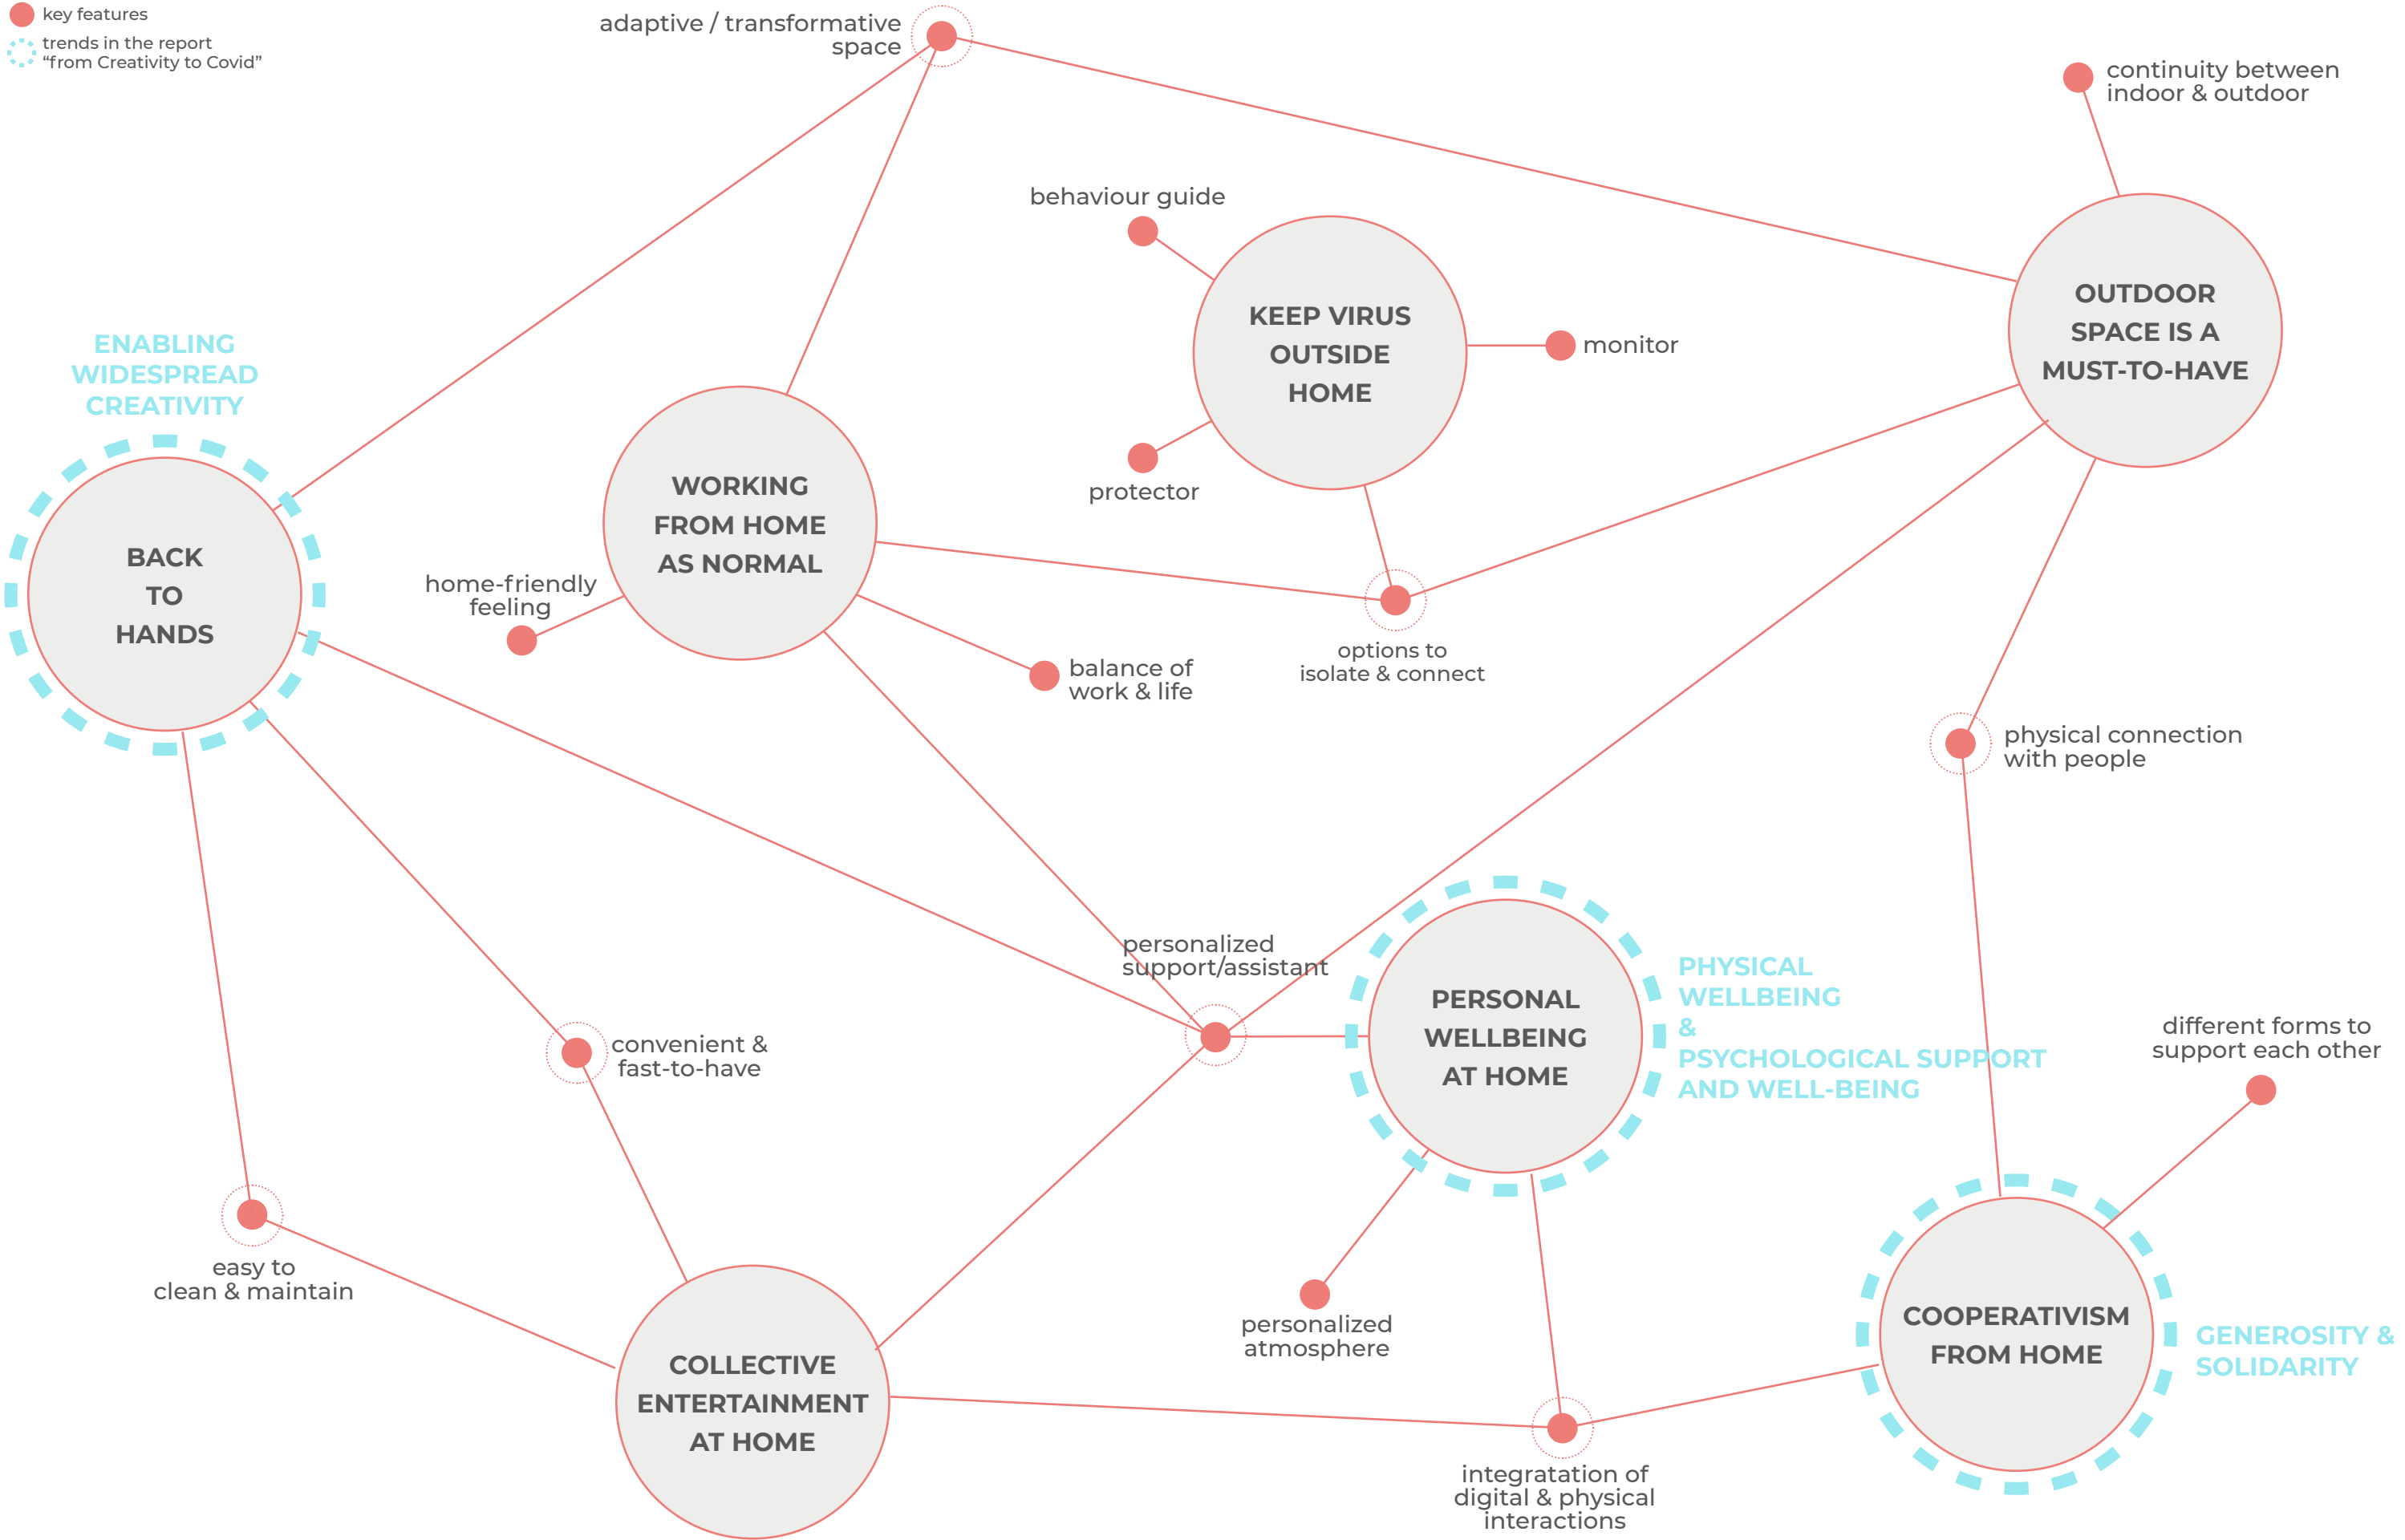 key features
trends in the report
“from Creativity to Covid”
adaptive / transformative
space
continuity between
indoor & outdoor
behaviour guide
KEEP VIRUS
OUTSIDE
HOME
monitor
protector
OUTDOOR
SPACE IS A
MUST-TO-HAVE
ENABLING
WIDESPREAD
CREATIVITY
BACK
TO
HANDS
WORKING
FROM HOME
AS NORMAL
home-friendly
feeling
balance of
work & life
options to
isolate & connect
physical connection
with people
personalized
support/assistant
PERSONAL
WELLBEING
AT HOME
PHYSICAL
WELLBEING
&
PSYCHOLOGICAL SUPPORT
AND WELL-BEING
different forms to
support each other
convenient &
fast-to-have
easy to
clean & maintain
personalized
atmosphere
COOPERATIVISM
FROM HOME
GENEROSITY &
SOLIDARITY
COLLECTIVE
ENTERTAINMENT
AT HOME
integratation of
digital & physical
interactions